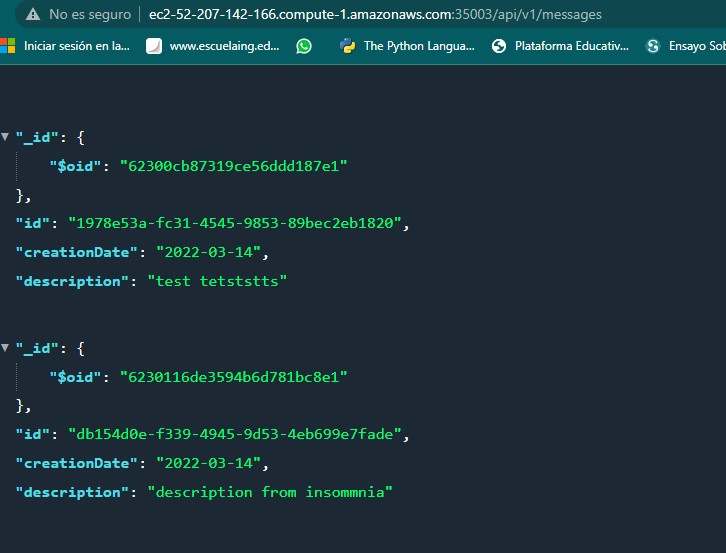 No es seguro | ec2-52-207-142-166.compute-1.amazonaws.com:35003/api/v1/messages
Iniciar sesión en la... www.escuelaing.ed... The Python Langua... Plataforma Educativ... Ensayo Sob
"_id": {
"$oid": "62300cb87319ce56ddd187e1"
},
"id": "1978e53a-fc31-4545-9853-89bec2eb1820",
"creationDate": "2022-03-14",
"description": "test tetststts"
"_id": {
"$oid": "6230116de3594b6d781bc8e1"
},
"id": "db154d0e-f339-4945-9d53-4eb699e7fade",
"creationDate": "2022-03-14",
"description": "description from insommnia"